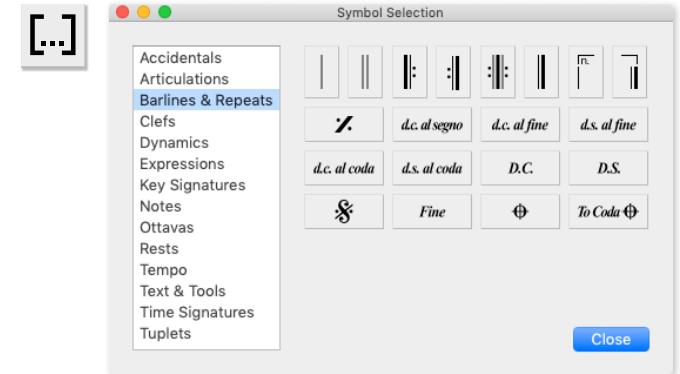 [...]
Symbol Selection
Accidentals
Articulations
Barlines & Repeats
Clefs
Dynamics
Expressions
Key Signatures
Notes
Ottavas
Rests
Tempo
Text & Tools
Time Signatures
Tuplets
n.
d.c. al segno
d.c. al fine
d.s. al fine
d.c. al coda
d.s. al coda
D.C.
D.S.
Fine
To Coda
Close